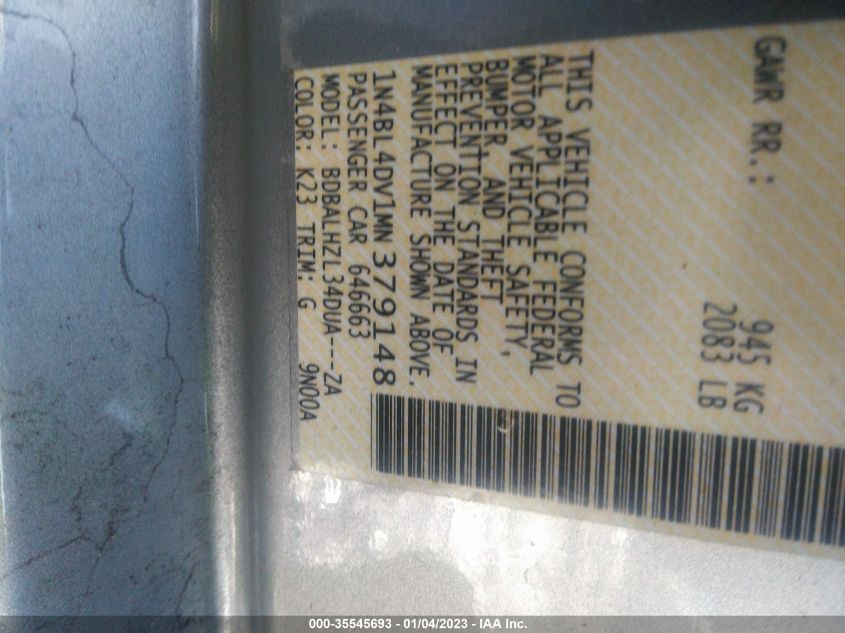 GAWR RR.: 945 KG
2083 LB
THIS VEHICLE CONFORMS TO
ALL APPLICABLE FEDERAL
MOTOR VEHICLE SAFETY,
BUMPER AND THEFT
PREVENTION STANDARDS IN
EFFECT ON THE DATE OF
MANUFACTURE SHOWN ABOVE.
1N4BL4DV1MN379148
PASSENGER CAR 646663
MODEL: BDBALHZL34DUA---ZA
COLOR: K23 TRIM: G 9N00A
000-35545693 - 01/04/2023 - IAA Inc.